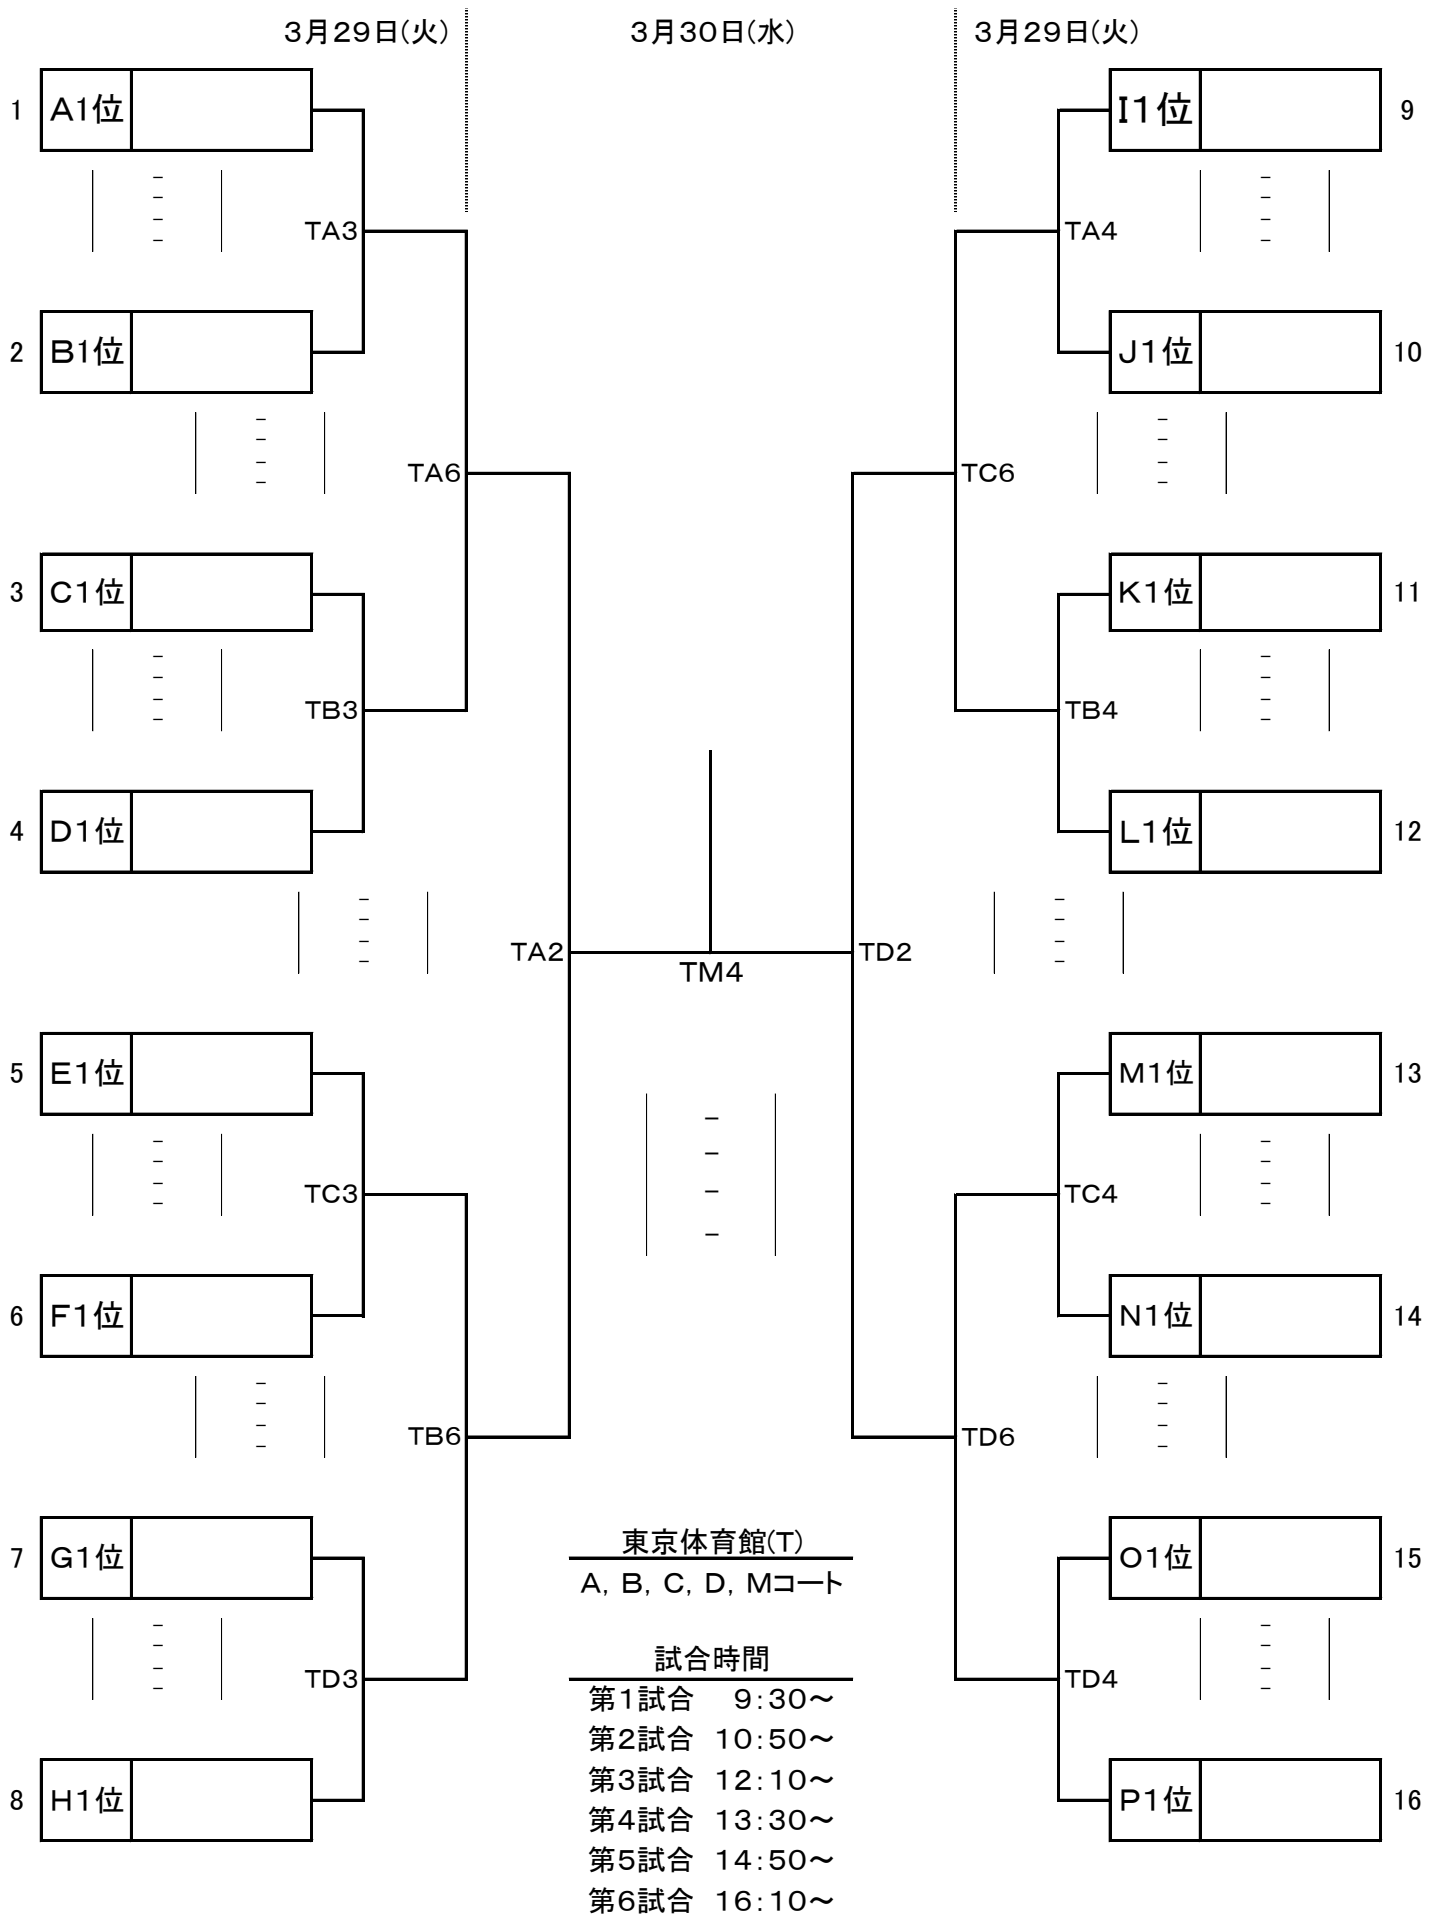 ３月２９日(火) ３月３０日(水) ３月２９日(火)
1 A１位 I１位 9
TA３ TA４
2 B１位 J１位 10
TA６ TC６
3 C１位 K１位 11
TB３ TB４
4 D１位 L１位 12
TA２ TM４ TD２
5 E１位 M１位 13
TC３ TC４
6 F１位 N１位 14
TB６ TD６
東京体育館(T)
7 G１位 O１位 15
A, B, C, D, Mコート
試合時間
TD３ TD４
第１試合 ９:３０～
第２試合 １０:５０～
第３試合 １２:１０～
8 H１位 P１位 16
第４試合 １３:３０～
第５試合 １４:５０～
第６試合 １６:１０～